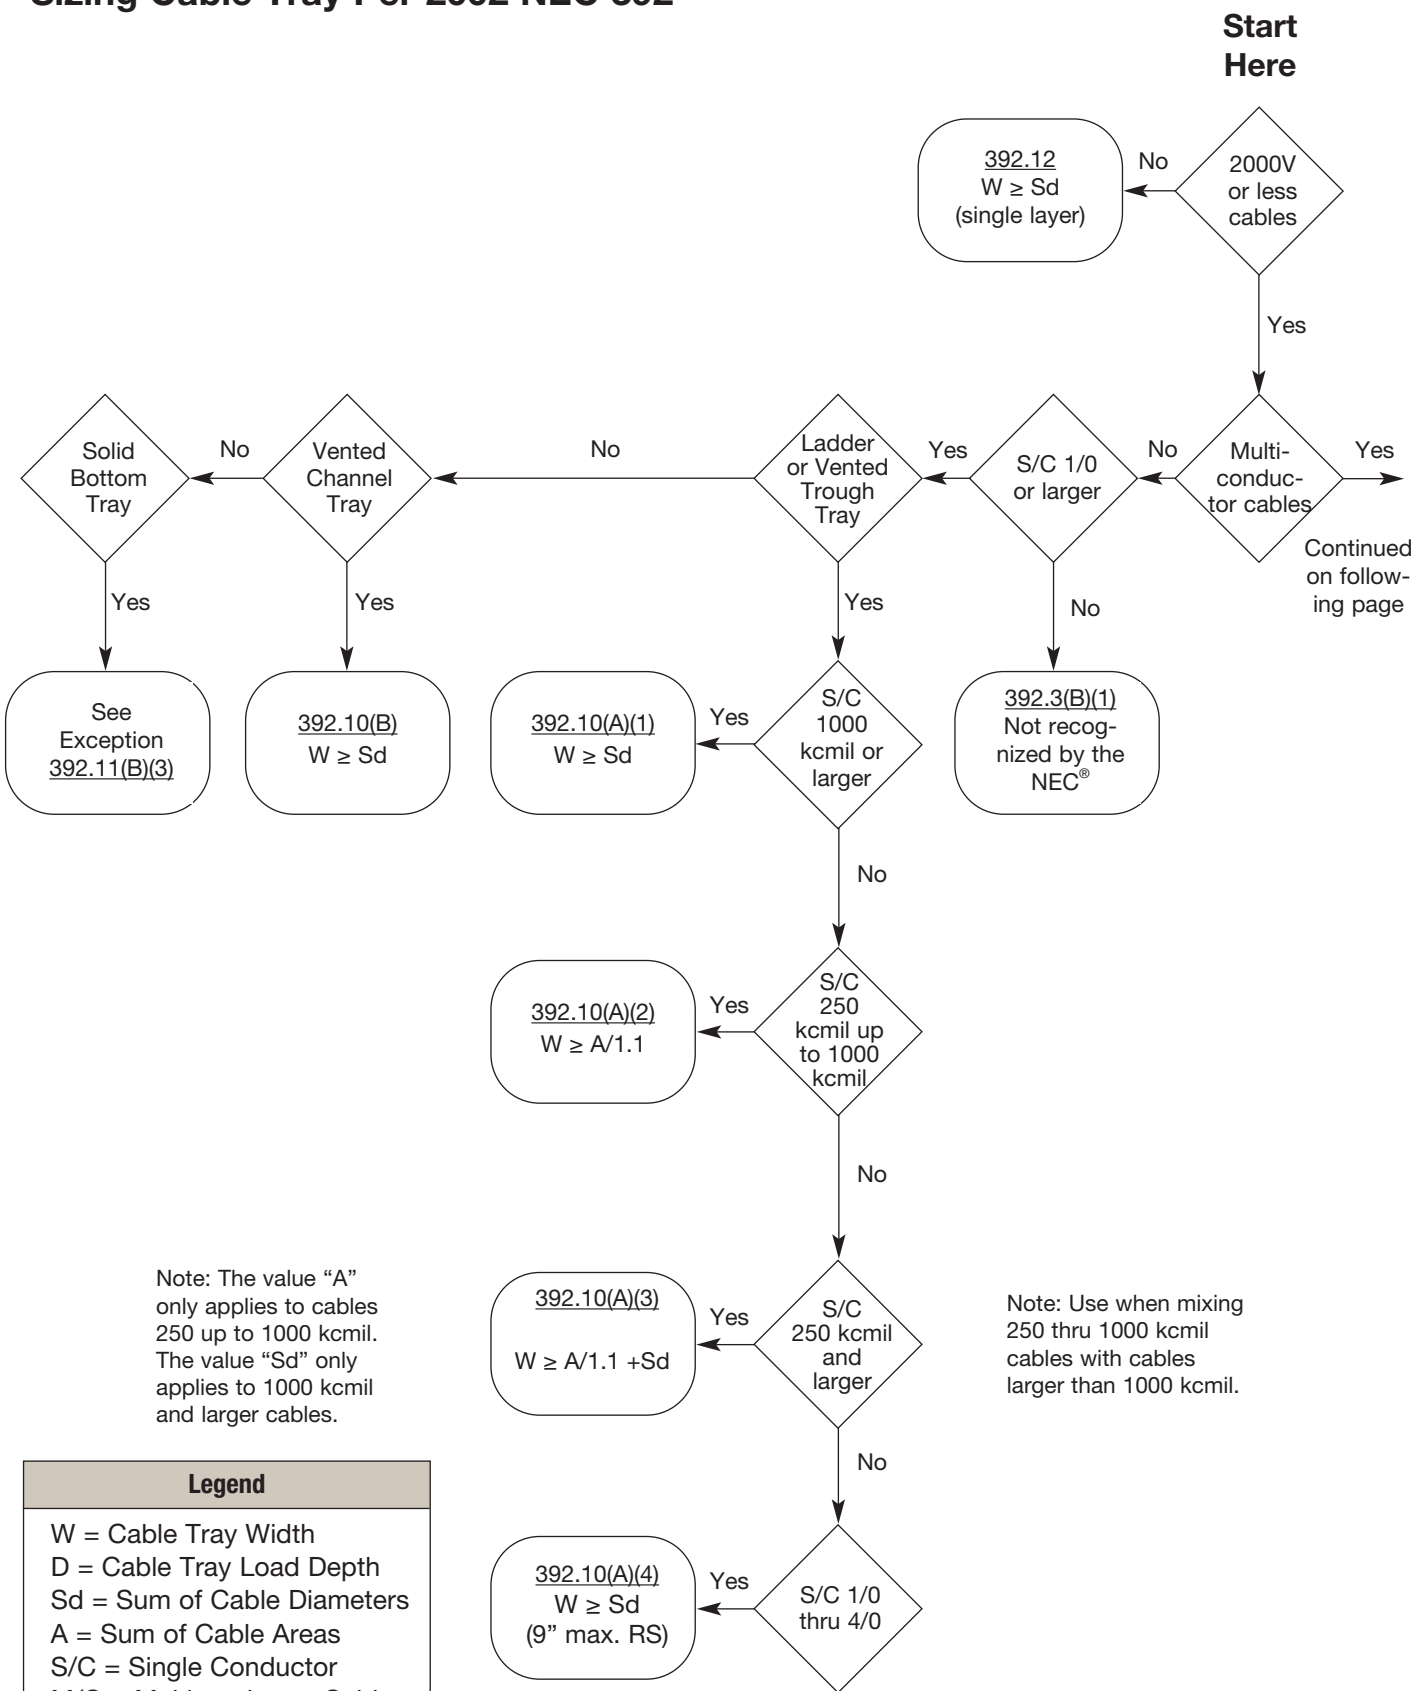 Start
Here
392.12
W ≥ Sd
(single layer)
No
2000V
or less
cables
Yes
Solid
Bottom
Tray
No
Vented
Channel
Tray
No
Ladder
or Vented
Trough
Tray
Yes
S/C 1/0
or larger
No
Multi-
conduc-
tor cables
Yes
Continued
on follow-
ing page
Yes
Yes
Yes
No
See
Exception
392.11(B)(3)
392.10(B)
W ≥ Sd
392.10(A)(1)
W ≥ Sd
Yes
S/C
1000
kcmil or
larger
392.3(B)(1)
Not recog-
nized by the
NEC®
No
392.10(A)(2)
W ≥ A/1.1
Yes
S/C
250
kcmil up
to 1000
kcmil
No
Note: The value “A”
only applies to cables
250 up to 1000 kcmil.
The value “Sd” only
applies to 1000 kcmil
and larger cables.
392.10(A)(3)
W ≥ A/1.1 +Sd
Yes
S/C
250 kcmil
and
larger
Note: Use when mixing
250 thru 1000 kcmil
cables with cables
larger than 1000 kcmil.
No
Legend
W = Cable Tray Width
D = Cable Tray Load Depth
Sd = Sum of Cable Diameters
A = Sum of Cable Areas
S/C = Single Conductor
392.10(A)(4)
W ≥ Sd
(9” max. RS)
Yes
S/C 1/0
thru 4/0